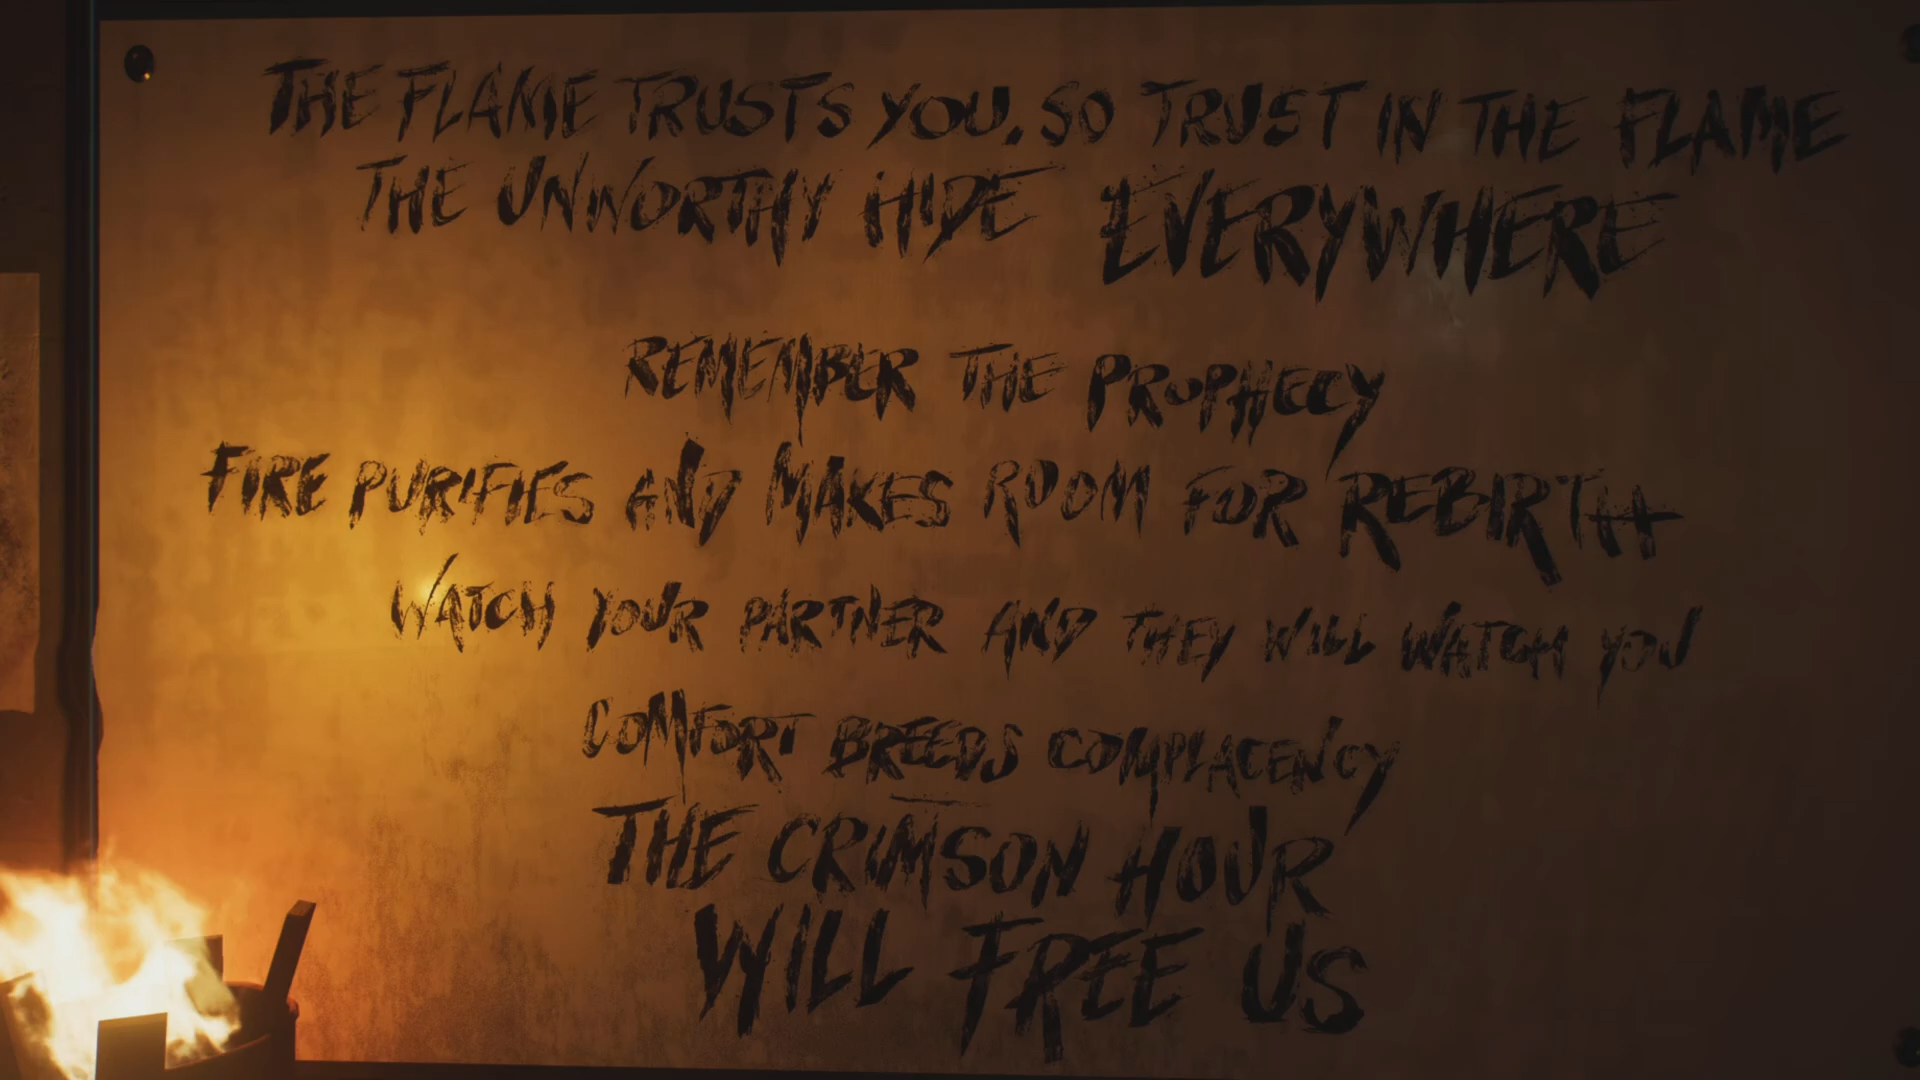 THE FLAME TRUSTS YOU. SO TRUST IN THE FLAME
THE UNWORTHY HIDE EVERYWHERE
REMEMBER THE PROPHECY
FIRE PURIFIES AND MAKES ROOM FOR REBIRTH
WATCH YOUR PARTNER AND THEY WILL WATCH YOU
COMFORT BREEDS COMPLACENCY
THE CRIMSON HOUR
WILL FREE US